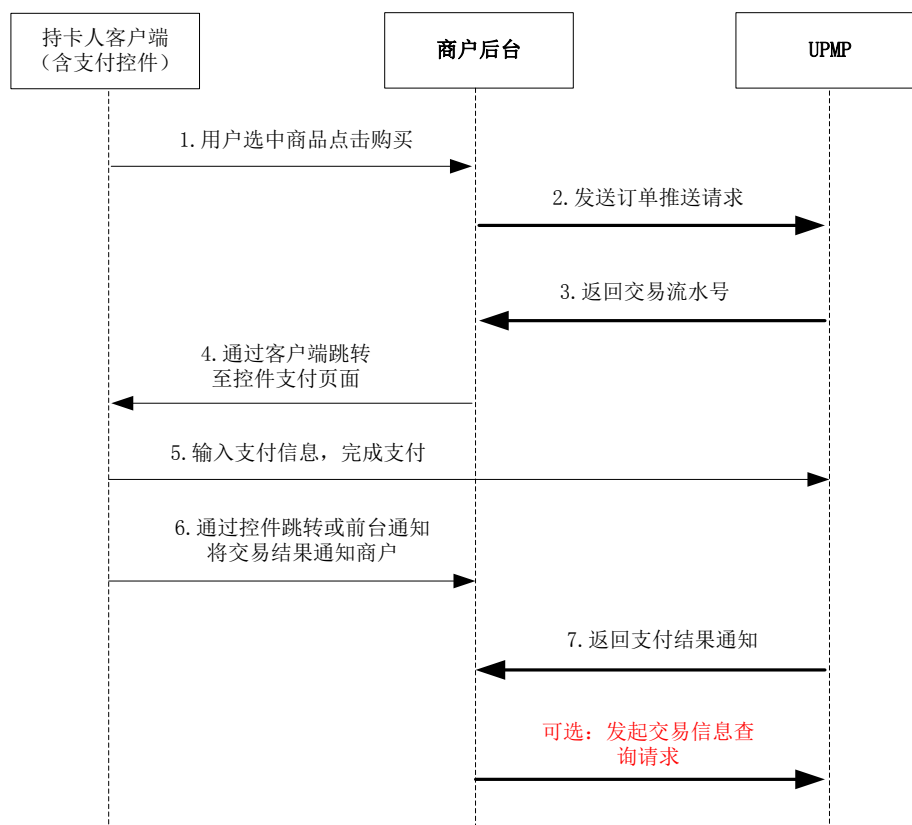 持卡人客户端
（含支付控件）
商户后台
UPMP
1.用户选中商品点击购买
2.发送订单推送请求
3.返回交易流水号
4.通过客户端跳转
至控件支付页面
5.输入支付信息，完成支付
6.通过控件跳转或前台通知
将交易结果通知商户
7.返回支付结果通知
可选：发起交易信息查
询请求